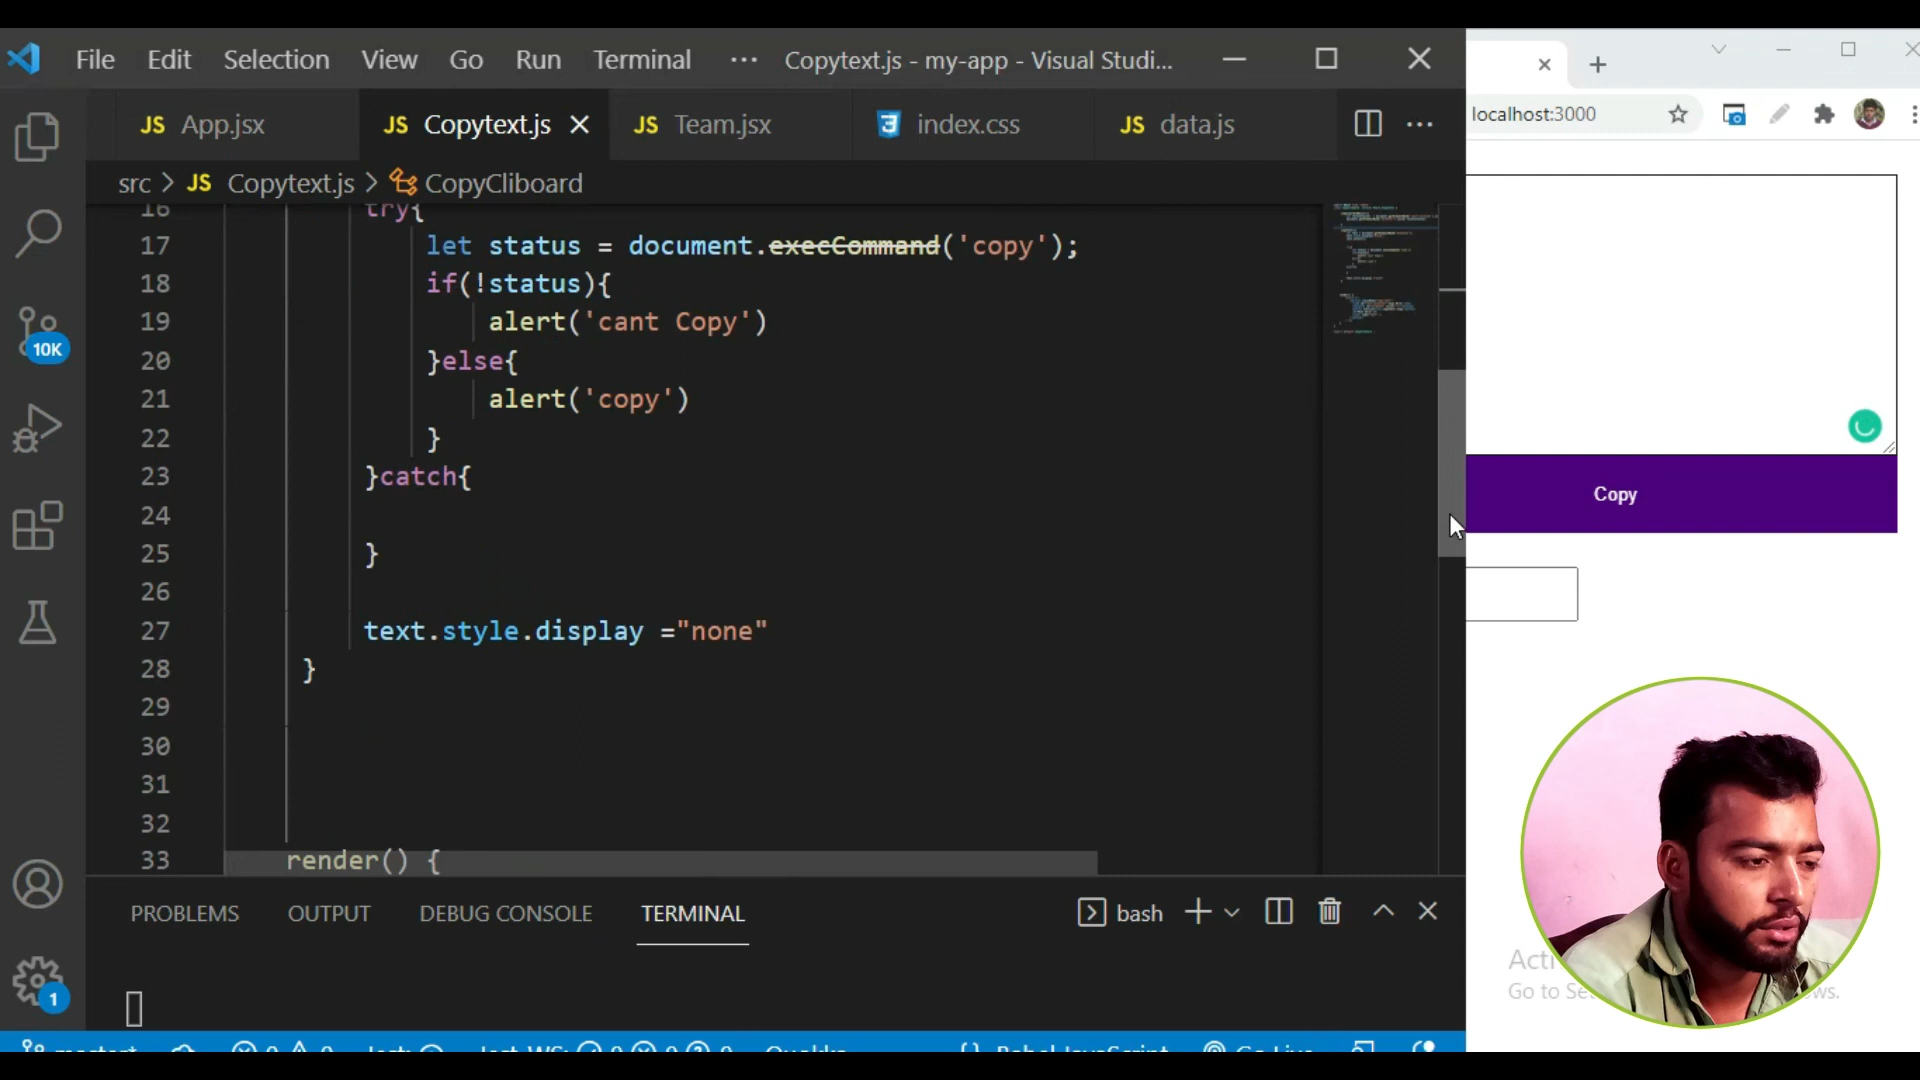 File Edit Selection View Go Run Terminal ··· Copytext.js - my-app - Visual Studi...
JS App.jsx JS Copytext.js JS Team.jsx index.css JS data.js
localhost:3000
src > JS Copytext.js > CopyCliboard
16 try{
17 let status = document.execCommand('copy');
18 if(!status){
19 alert('cant Copy')
20 }else{
21 alert('copy')
22 }
23 }catch{
24
25 }
26
27 text.style.display ="none"
28 }
29
30
31
32
33 render() {
10K
Copy
PROBLEMS OUTPUT DEBUG CONSOLE TERMINAL bash
1
Go to